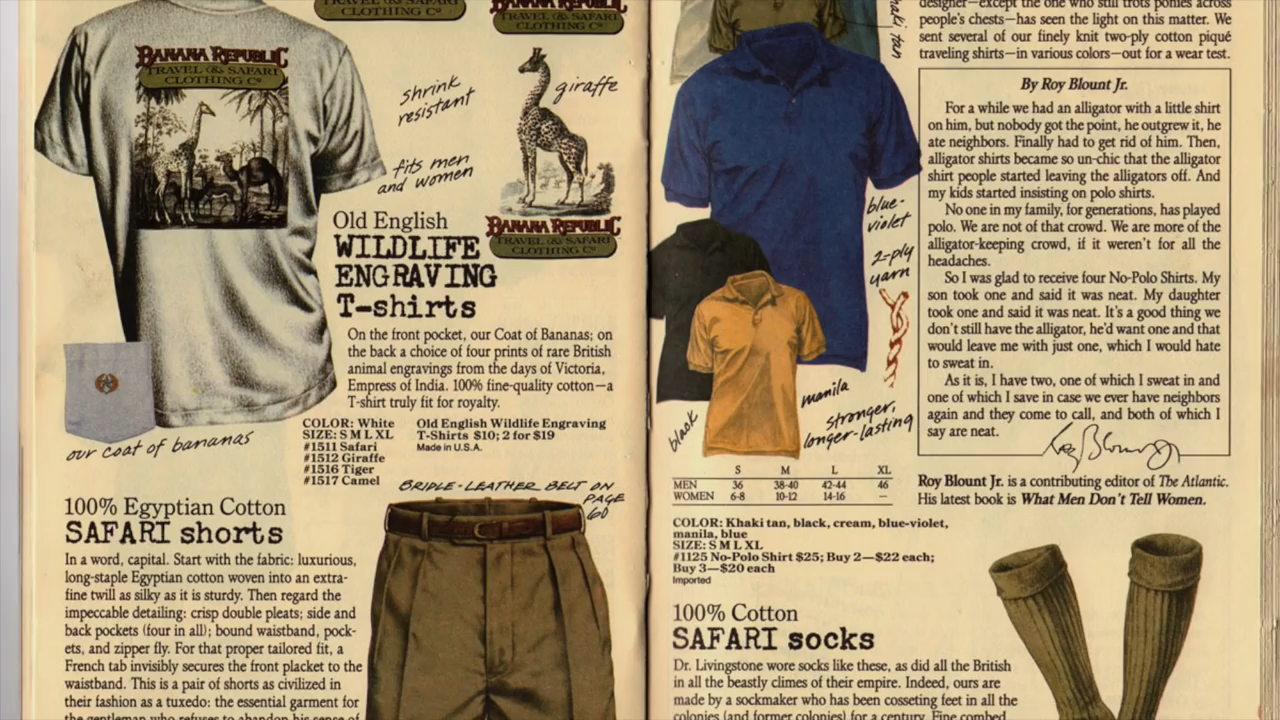 BANANA REPUBLIC
TRAVEL & SAFARI
CLOTHING Cº
& SAFARI
CLOTHING Cº
TRAVEL & SAFARI
CLOTHING Cº
shrink
resistant
giraffe
fits men
and women
BANANA REPUBLIC
TRAVEL & SAFARI
CLOTHING Cº
Old English
WILDLIFE
ENGRAVING
T-shirts
On the front pocket, our Coat of Bananas; on
the back a choice of four prints of rare British
animal engravings from the days of Victoria,
Empress of India. 100% fine-quality cotton—a
T-shirt truly fit for royalty.
our coat of bananas
COLOR: White
SIZE: S M L XL
#1511 Safari
#1512 Giraffe
#1516 Tiger
#1517 Camel
Old English Wildlife Engraving
T-Shirts $10; 2 for $19
Made in U.S.A.
BRIDLE-LEATHER BELT ON
PAGE
60
100% Egyptian Cotton
SAFARI shorts
In a word, capital. Start with the fabric: luxurious,
long-staple Egyptian cotton woven into an extra-
fine twill as silky as it is sturdy. Then regard the
impeccable detailing: crisp double pleats; side and
back pockets (four in all); bound waistband, pock-
ets, and zipper fly. For that proper tailored fit, a
French tab invisibly secures the front placket to the
waistband. This is a pair of shorts as civilized in
their fashion as a tuxedo: the essential garment for
the gentleman who refuses to abandon his sense of
khaki tan
blue-
violet
2-ply
yarn
manila
stronger,
longer-lasting
black
S M L XL
MEN 36 38-40 42-44 46
WOMEN 6-8 10-12 14-16 —
COLOR: Khaki tan, black, cream, blue-violet,
manila, blue
SIZE: S M L XL
#1125 No-Polo Shirt $25; Buy 2—$22 each;
Buy 3—$20 each
Imported
100% Cotton
SAFARI socks
Dr. Livingstone wore socks like these, as did all the British
in all the beastly climes of their empire. Indeed, ours are
made by a sockmaker who has been cosseting feet in all the
colonies (and former colonies) for a century. Fine combed
designer—except the one who still trots ponies across
people's chests—has seen the light on this matter. We
sent several of our finely knit two-ply cotton piqué
traveling shirts—in various colors—out for a wear test.
By Roy Blount Jr.
For a while we had an alligator with a little shirt
on him, but nobody got the point, he outgrew it, he
ate neighbors. Finally had to get rid of him. Then,
alligator shirts became so un-chic that the alligator
shirt people started leaving the alligators off. And
my kids started insisting on polo shirts.
No one in my family, for generations, has played
polo. We are not of that crowd. We are more of the
alligator-keeping crowd, if it weren't for all the
headaches.
So I was glad to receive four No-Polo Shirts. My
son took one and said it was neat. My daughter
took one and said it was neat. It's a good thing we
don't still have the alligator, he'd want one and that
would leave me with just one, which I would hate
to sweat in.
As it is, I have two, one of which I sweat in and
one of which I save in case we ever have neighbors
again and they come to call, and both of which I
say are neat.
Roy Blount Jr
Roy Blount Jr. is a contributing editor of The Atlantic.
His latest book is What Men Don't Tell Women.